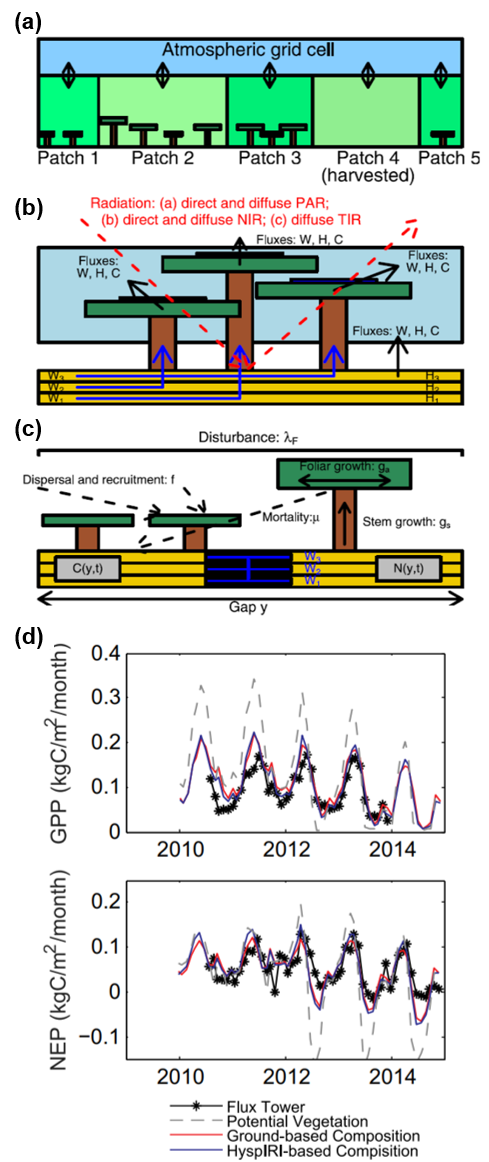 (a)
Atmospheric grid cell
Patch 1 Patch 2 Patch 3 Patch 4 Patch 5
(harvested)
(b)
Radiation: (a) direct and diffuse PAR;
(b) direct and diffuse NIR; (c) diffuse TIR
Fluxes: W, H, C
Fluxes:
W, H, C
Fluxes:
W, H, C
Fluxes: W, H, C
W₃ H₃
W₂ H₂
W₁ H₁
(c)
Disturbance: λF
Dispersal and recruitment: f
Foliar growth: gₐ
Mortality:μ
Stem growth: gₛ
W₃
C(y,t) W₂ N(y,t)
W₁
Gap y
(d)
GPP (kgC/m²/month)
0.4
0.3
0.2
0.1
0
2010 2012 2014
NEP (kgC/m²/month)
0.1
0
−0.1
2010 2012 2014
Flux Tower
Potential Vegetation
Ground-based Composition
HyspIRI-based Compisition